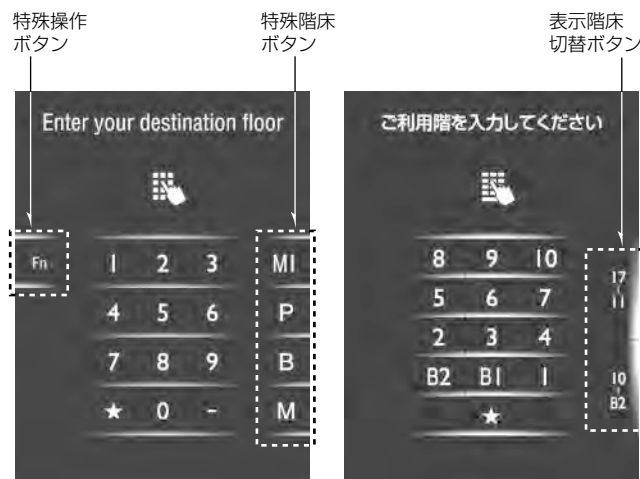 特殊操作
ボタン
特殊階床
ボタン
表示階床
切替ボタン
Enter your destination floor
Fn
1 2 3
4 5 6
7 8 9
★ 0 -
MI
P
B
M
ご利用階を入力してください
8 9 10
5 6 7
2 3 4
B2 B1 1
★
17
11
10
B2